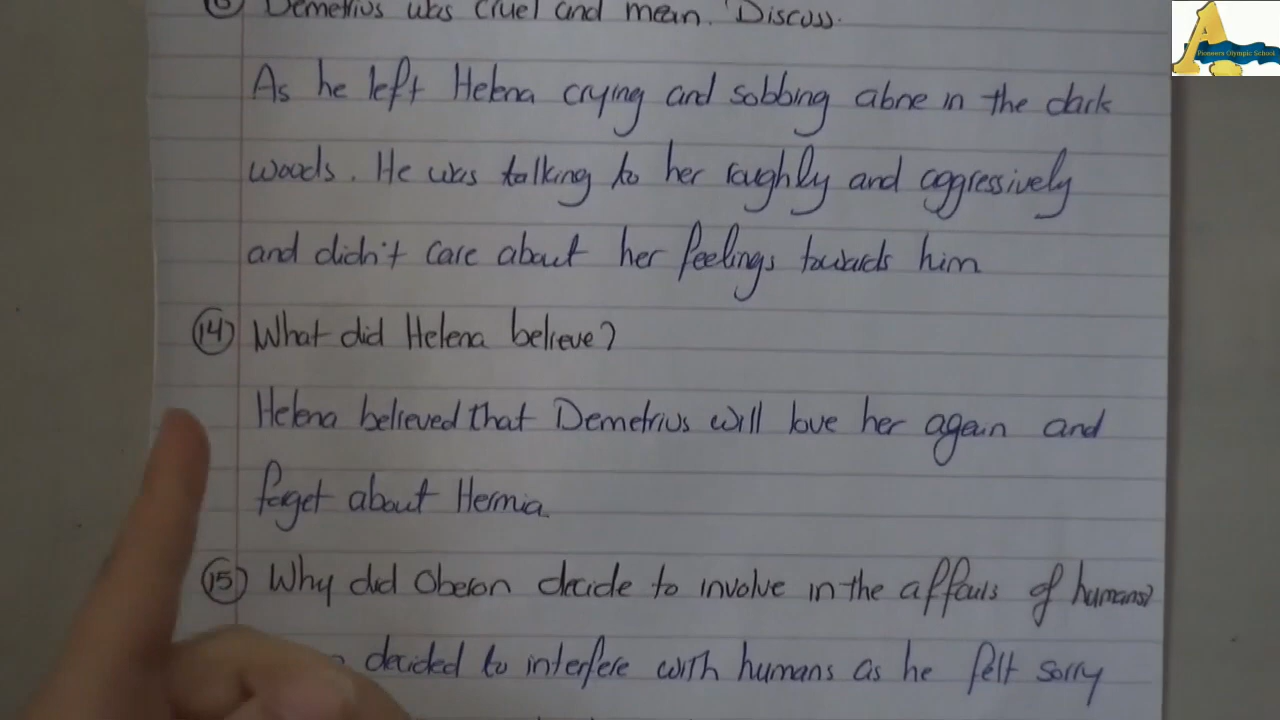 Demetrius was cruel and mean. Discuss.
As he left Helena crying and sobbing alone in the dark
woods. He was talking to her roughly and aggressively
and didn't care about her feelings towards him
14 What did Helena believe?
Helena believed that Demetrius will love her again and
forget about Hermia.
15 Why did Oberon decide to involve in the affairs of humans?
decided to interfere with humans as he felt sorry
A
Pioneers Olympic School